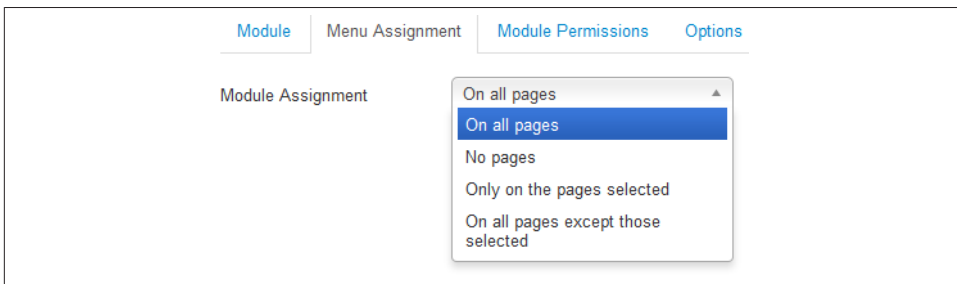 Module Menu Assignment Module Permissions Options
Module Assignment On all pages
On all pages
No pages
Only on the pages selected
On all pages except those
selected